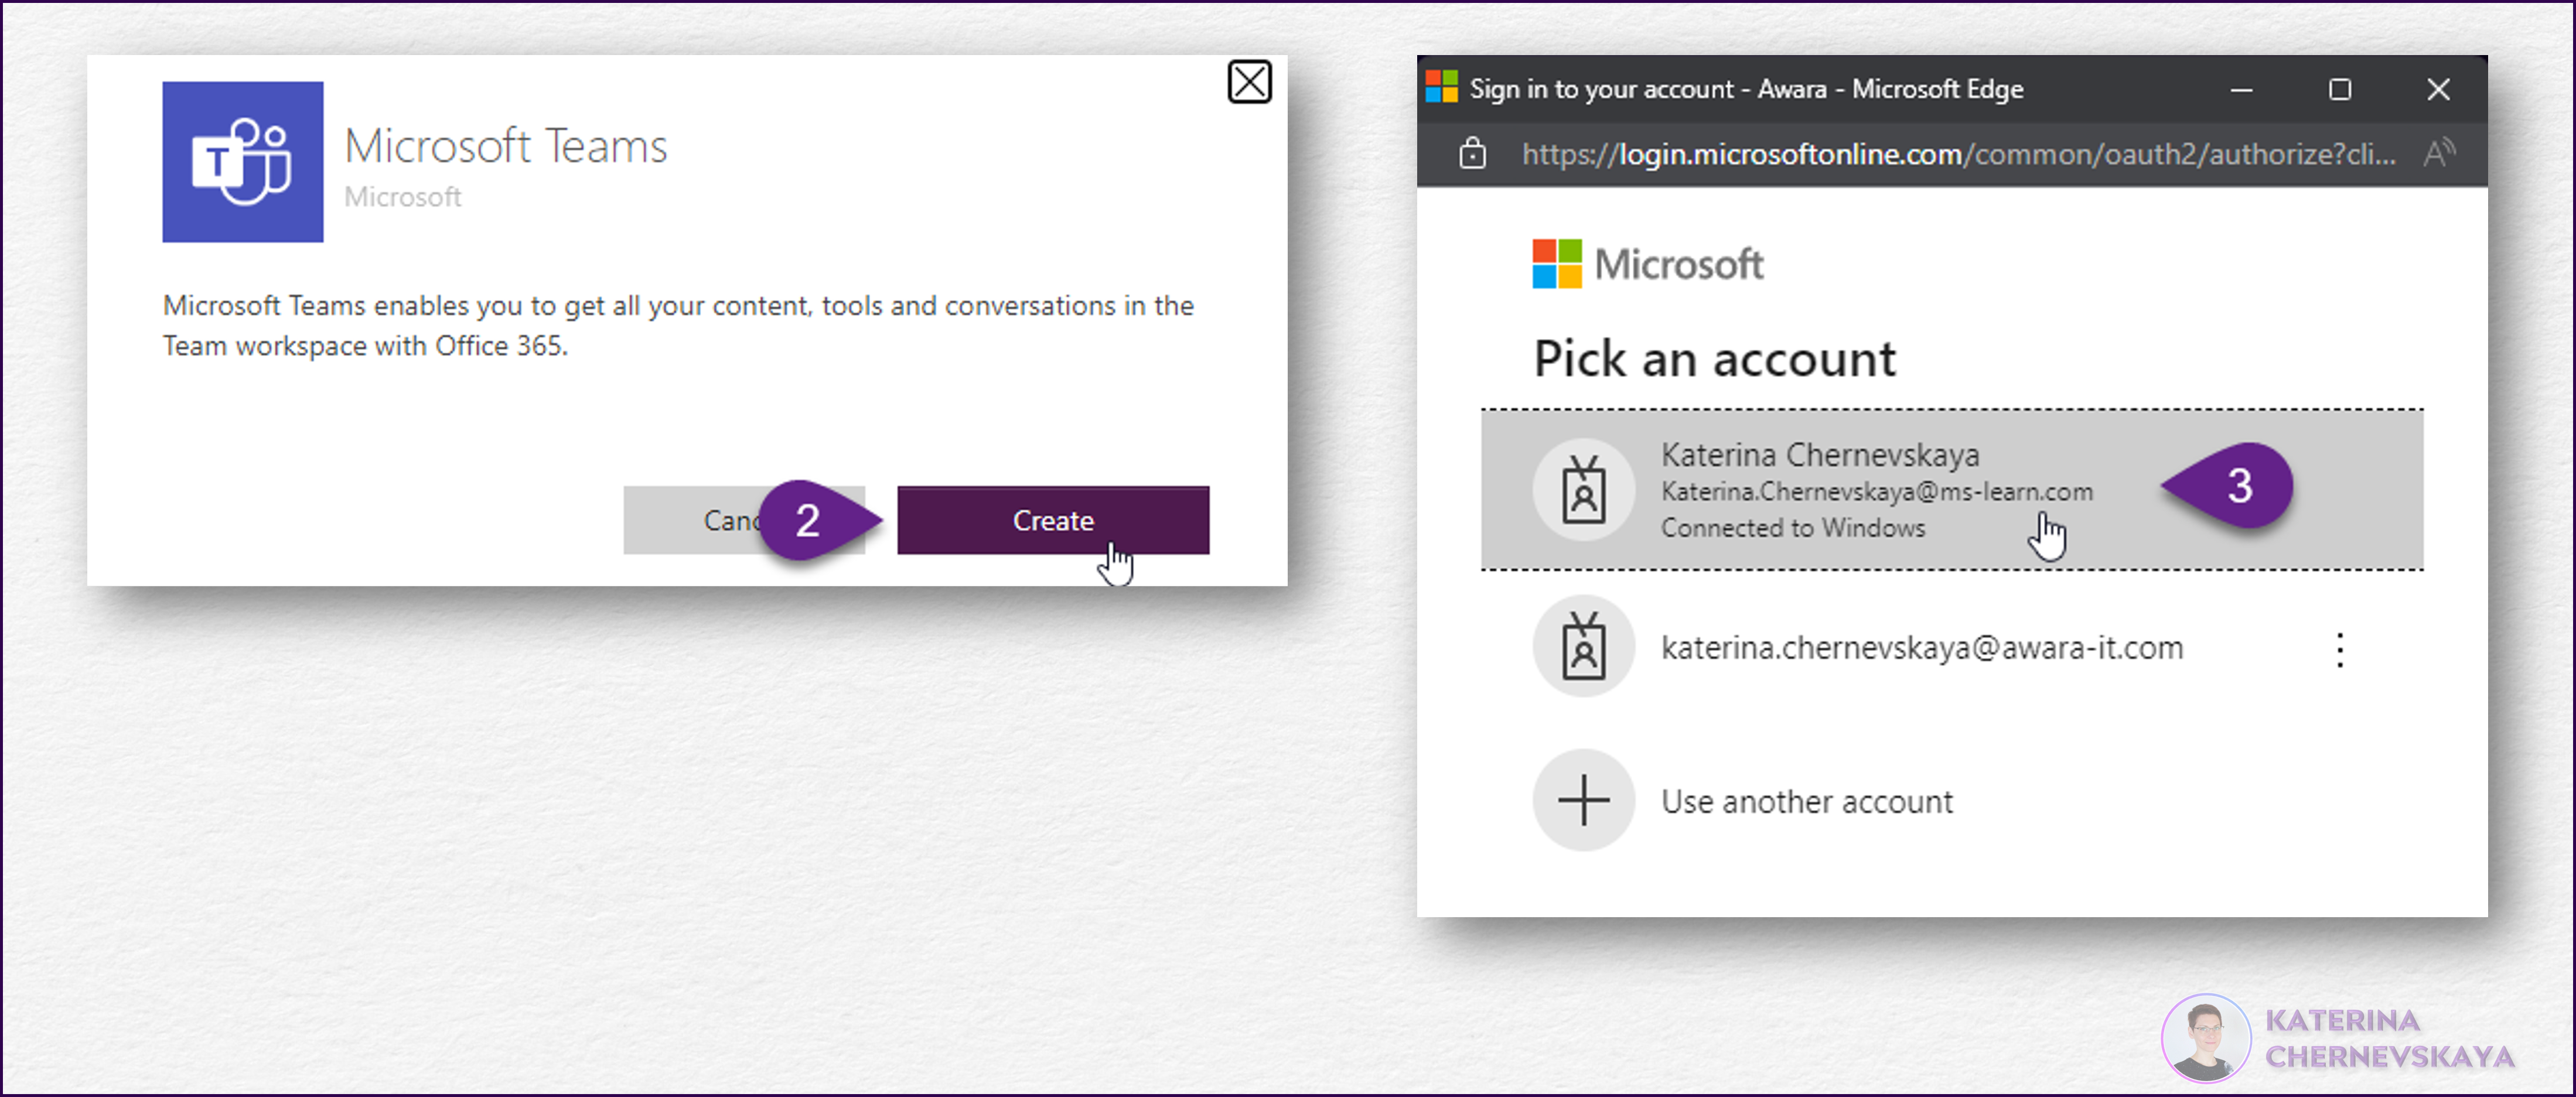 T
Microsoft Teams
Microsoft
Microsoft Teams enables you to get all your content, tools and conversations in the
Team workspace with Office 365.
Canc
2
Create
Sign in to your account - Awara - Microsoft Edge
https://login.microsoftonline.com/common/oauth2/authorize?cli...
A
Microsoft
Pick an account
Katerina Chernevskaya
Katerina.Chernevskaya@ms-learn.com
Connected to Windows
3
katerina.chernevskaya@awara-it.com
Use another account
KATERINA
CHERNEVSKAYA